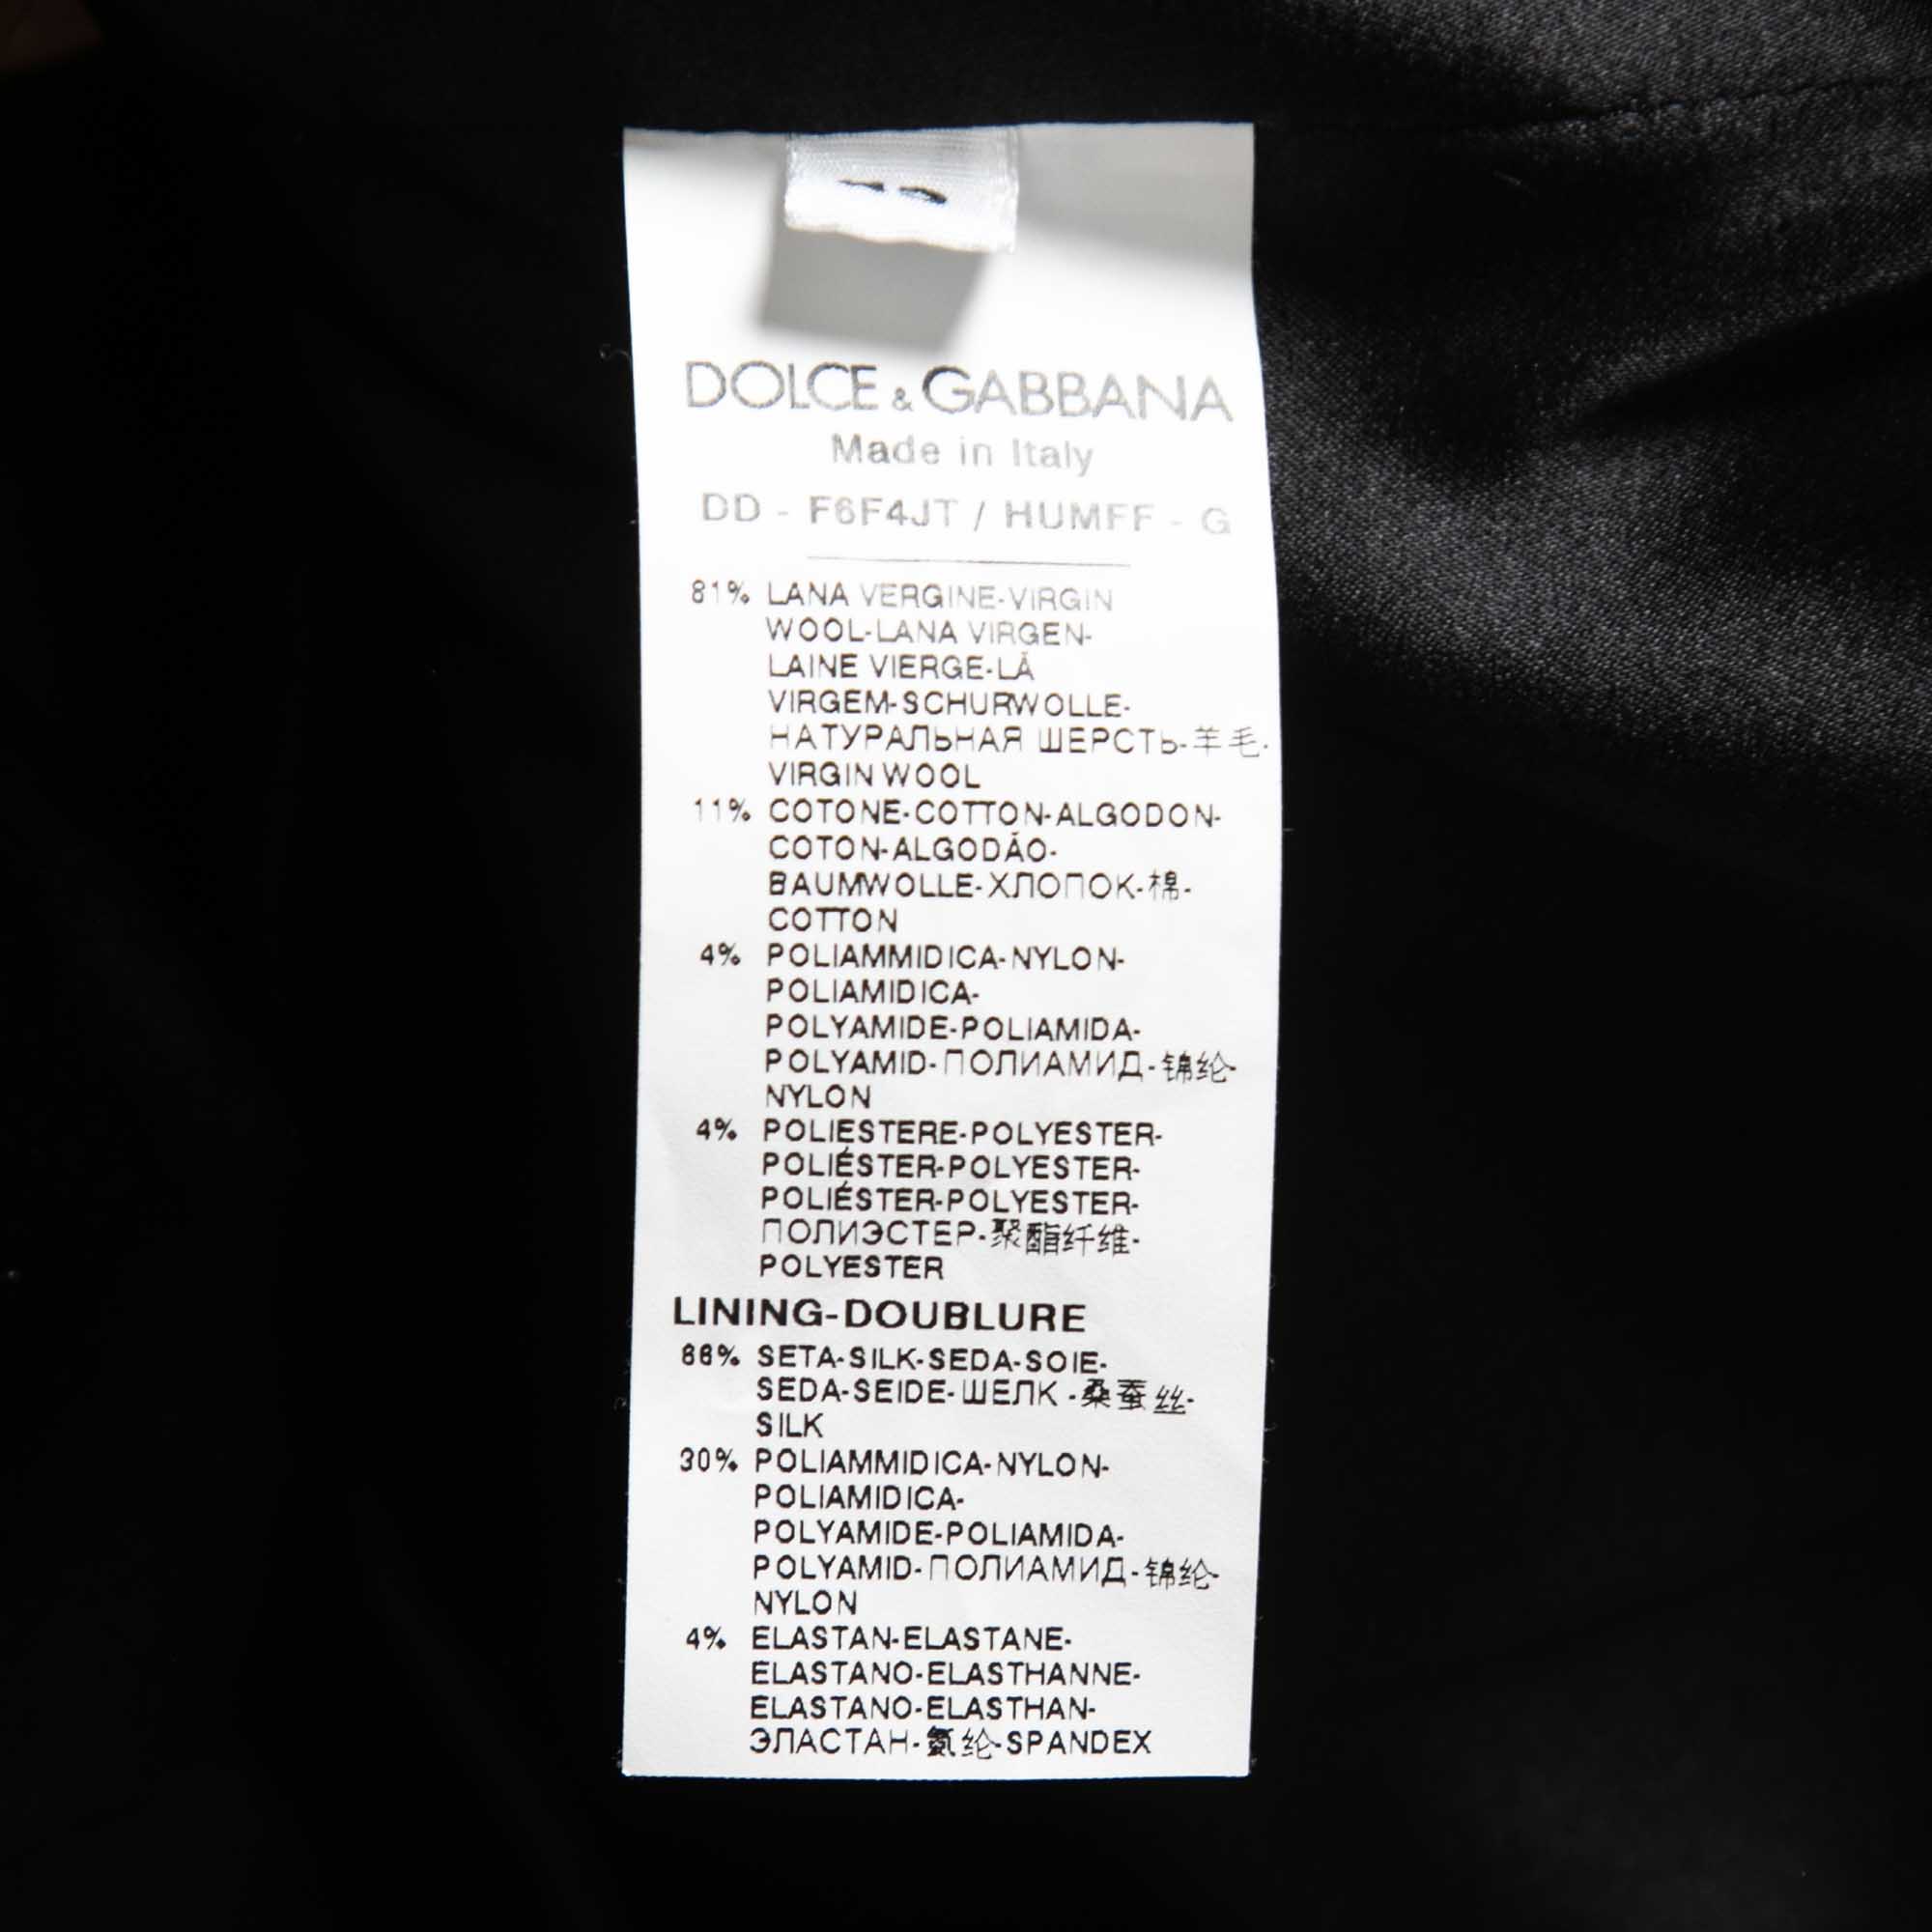 DOLCE & GABBANA
Made in Italy
DD - F6F4JT / HUMFF - G
81% LANA VERGINE-VIRGIN
WOOL-LANA VIRGEN-
LAINE VIERGE-LÃ
VIRGEM-SCHURWOLLE-
НАТУРАЛЬНАЯ ШЕРСТЬ-羊毛-
VIRGIN WOOL
11% COTONE-COTTON-ALGODON-
COTON-ALGODÃO-
BAUMWOLLE-ХЛОПОК-棉-
COTTON
4% POLIAMMIDICA-NYLON-
POLIAMIDICA-
POLYAMIDE-POLIAMIDA-
POLYAMID-ПОЛИАМИД-锦纶-
NYLON
4% POLIESTERE-POLYESTER-
POLIÉSTER-POLYESTER-
POLIÉSTER-POLYESTER-
ПОЛИЭСТЕР-聚酯纤维-
POLYESTER
LINING-DOUBLURE
66% SETA-SILK-SEDA-SOIE-
SEDA-SEIDE-ШЕЛК-桑蚕丝-
SILK
30% POLIAMMIDICA-NYLON-
POLIAMIDICA-
POLYAMIDE-POLIAMIDA-
POLYAMID-ПОЛИАМИД-锦纶-
NYLON
4% ELASTAN-ELASTANE-
ELASTANO-ELASTHANNE-
ELASTANO-ELASTHAN-
ЭЛАСТАН-氨纶-SPANDEX